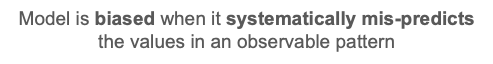 Model is biased when it systematically mis-predicts
the values in an observable pattern